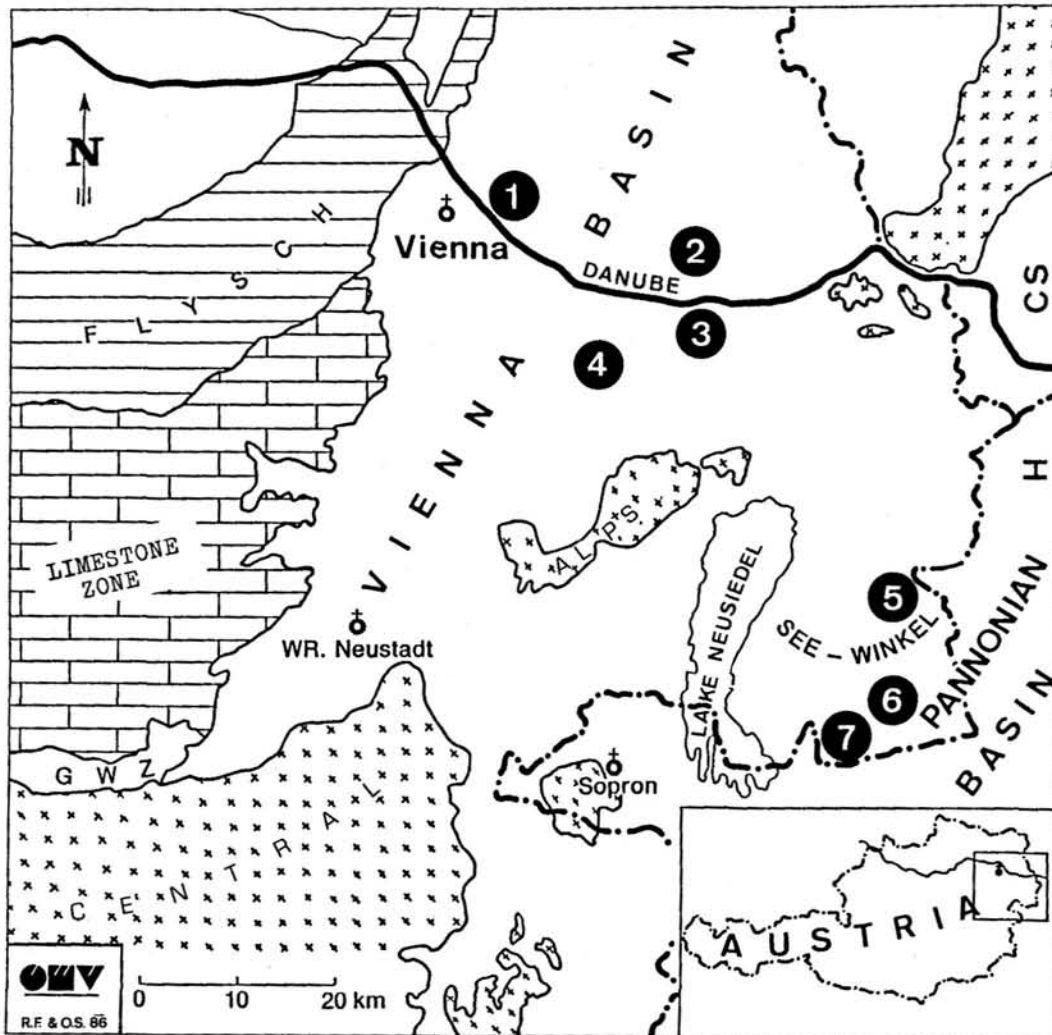 N
BASIN
1
Vienna
2
DANUBE
CS
FLYSCH
3
4
VIENNA
H
ALPS
LIMESTONE
ZONE
LAKE NEUSIEDEL
5
SEE – WINKEL
WR. Neustadt
PANNONIAN
BASIN
6
7
GWZ
Sopron
CENTRAL
AUSTRIA
OMV
R.F. & O.S. 86
0 10 20 km